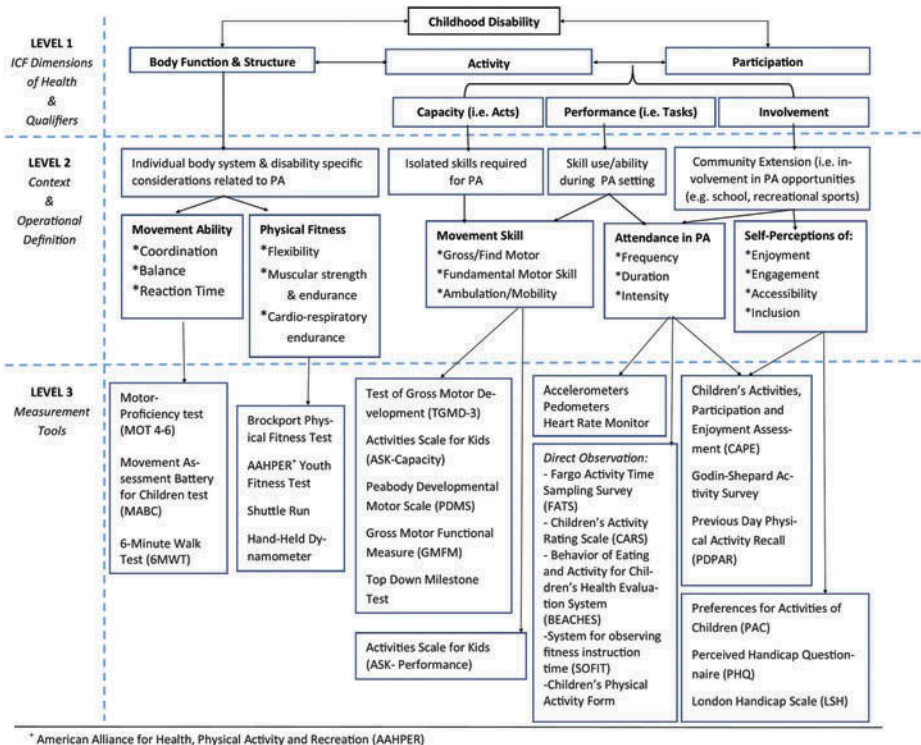 Childhood Disability
LEVEL 1
ICF Dimensions
of Health
&
Qualifiers
Body Function & Structure
Activity
Participation
Capacity (i.e. Acts)
Performance (i.e. Tasks)
Involvement
LEVEL 2
Context
&
Operational
Definition
Individual body system & disability specific
considerations related to PA
Isolated skills required
for PA
Skill use/ability
during PA setting
Community Extension (i.e. in-
volvement in PA opportunities
(e.g. school, recreational sports)
Movement Ability
*Coordination
*Balance
*Reaction Time
Physical Fitness
*Flexibility
*Muscular strength
& endurance
*Cardio-respiratory
endurance
Movement Skill
*Gross/Find Motor
*Fundamental Motor Skill
*Ambulation/Mobility
Attendance in PA
*Frequency
*Duration
*Intensity
Self-Perceptions of:
*Enjoyment
*Engagement
*Accessibility
*Inclusion
LEVEL 3
Measurement
Tools
Motor-
Proficiency test
(MOT 4-6)
Movement As-
sessment Battery
for Children test
(MABC)
6-Minute Walk
Test (6MWT)
Brockport Phys-
ical Fitness Test
AAHPER+ Youth
Fitness Test
Shuttle Run
Hand-Held Dy-
namometer
Test of Gross Motor De-
velopment (TGMD-3)
Activities Scale for Kids
(ASK-Capacity)
Peabody Developmental
Motor Scale (PDMS)
Gross Motor Functional
Measure (GMFM)
Top Down Milestone
Test
Activities Scale for Kids
(ASK- Performance)
Accelerometers
Pedometers
Heart Rate Monitor
Direct Observation:
- Fargo Activity Time
Sampling Survey
(FATS)
- Children's Activity
Rating Scale (CARS)
- Behavior of Eating
and Activity for Chil-
dren's Health Evalua-
tion System
(BEACHES)
-System for observing
fitness instruction
time (SOFIT)
-Children's Physical
Activity Form
Children's Activities,
Participation and
Enjoyment Assess-
ment (CAPE)
Godin-Shepard Ac-
tivity Survey
Previous Day Physi-
cal Activity Recall
(PDPAR)
Preferences for Activities of
Children (PAC)
Perceived Handicap Question-
naire (PHQ)
London Handicap Scale (LSH)
+ American Alliance for Health, Physical Activity and Recreation (AAHPER)